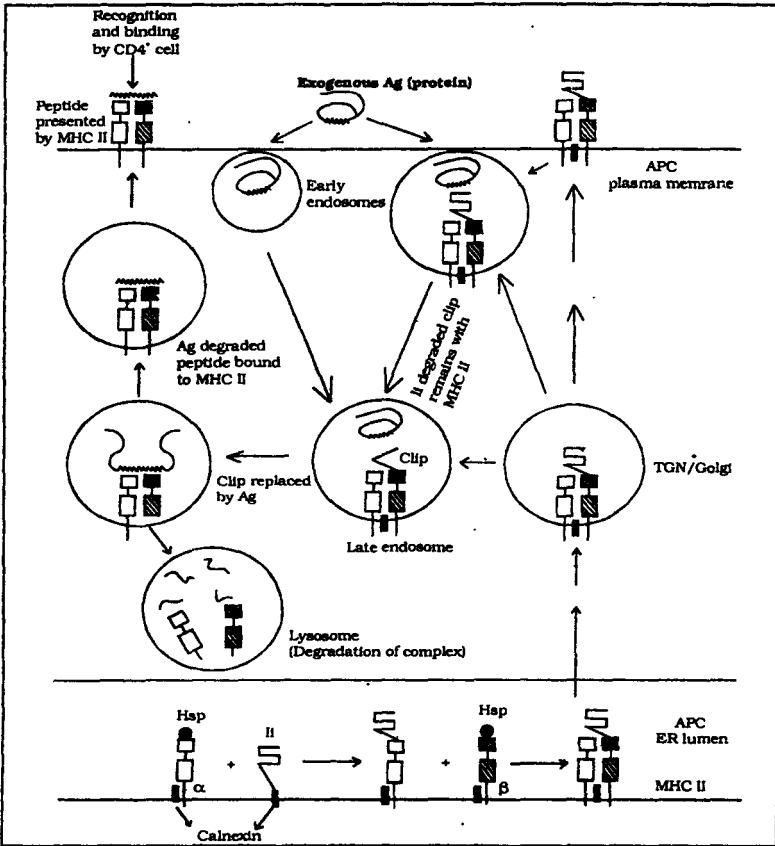 Recognition
and binding
by CD4+ cell
Exogenous Ag (protein)
Peptide
presented
by MHC II
Early
endosomes
APC
plasma memrane
Ag degraded
peptide bound
to MHC II
Ii degraded clip
remains with
MHC II
Clip
TGN/Golgi
Clip replaced
by Ag
Late endosome
Lysosome
(Degradation of complex)
Hsp
Ii
Hsp
APC
ER lumen
+
+
α
β
MHC II
Calnexin